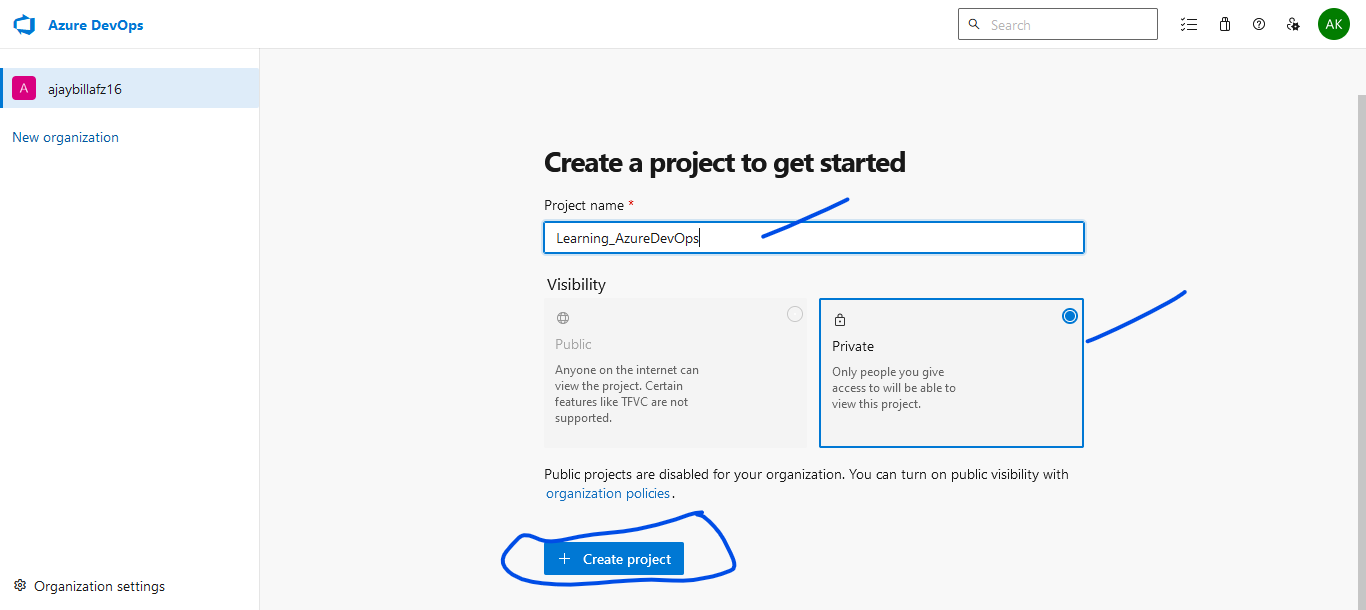 Azure DevOps
Search
AK
A ajaybillafz16
New organization
Create a project to get started
Project name *
Learning_AzureDevOps
Visibility
Public
Anyone on the internet can
view the project. Certain
features like TFVC are not
supported.
Private
Only people you give
access to will be able to
view this project.
Public projects are disabled for your organization. You can turn on public visibility with
organization policies.
+ Create project
Organization settings